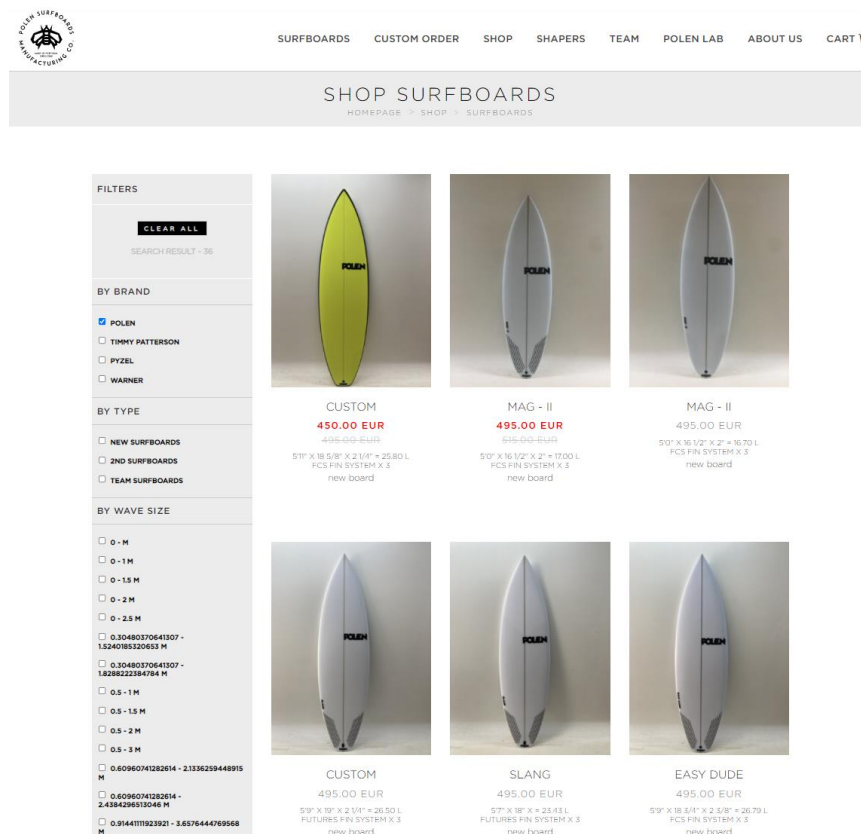 POLEN SURFBOARDS
MANUFACTURING CO.
SURFBOARDS CUSTOM ORDER SHOP SHAPERS TEAM POLEN LAB ABOUT US CART
SHOP SURFBOARDS
HOMEPAGE > SHOP > SURFBOARDS
FILTERS
CLEAR ALL
SEARCH RESULT - 36
BY BRAND
POLEN
TIMMY PATTERSON
PYZEL
WARNER
BY TYPE
NEW SURFBOARDS
2ND SURFBOARDS
TEAM SURFBOARDS
BY WAVE SIZE
0 - M
0 - 1 M
0 - 1.5 M
0 - 2 M
0 - 2.5 M
0.30480370641307 -
1.5240185320653 M
0.30480370641307 -
1.8288222384784 M
0.5 - 1 M
0.5 - 1.5 M
0.5 - 2 M
0.5 - 3 M
0.60960741282614 - 2.1336259448915
M
0.60960741282614 -
2.4384296513046 M
0.91441111923921 - 3.6576444769568
M
POLEN
CUSTOM
450.00 EUR
495.00 EUR
5'11" X 18 5/8" X 2 1/4" = 25.80 L
FCS FIN SYSTEM X 3
new board
POLEN
MAG - II
495.00 EUR
515.00 EUR
5'0" X 16 1/2" X 2" = 17.00 L
FCS FIN SYSTEM X 3
new board
POLEN
MAG - II
495.00 EUR
5'0" X 16 1/2" X 2" = 16.70 L
FCS FIN SYSTEM X 3
new board
POLEN
CUSTOM
495.00 EUR
5'9" X 19" X 2 1/4" = 26.50 L
FUTURES FIN SYSTEM X 3
new board
POLEN
SLANG
495.00 EUR
5'7" X 18" X = 23.43 L
FUTURES FIN SYSTEM X 3
new board
POLEN
EASY DUDE
495.00 EUR
5'9" X 18 3/4" X 2 3/8" = 26.79 L
FCS FIN SYSTEM X 3
new board